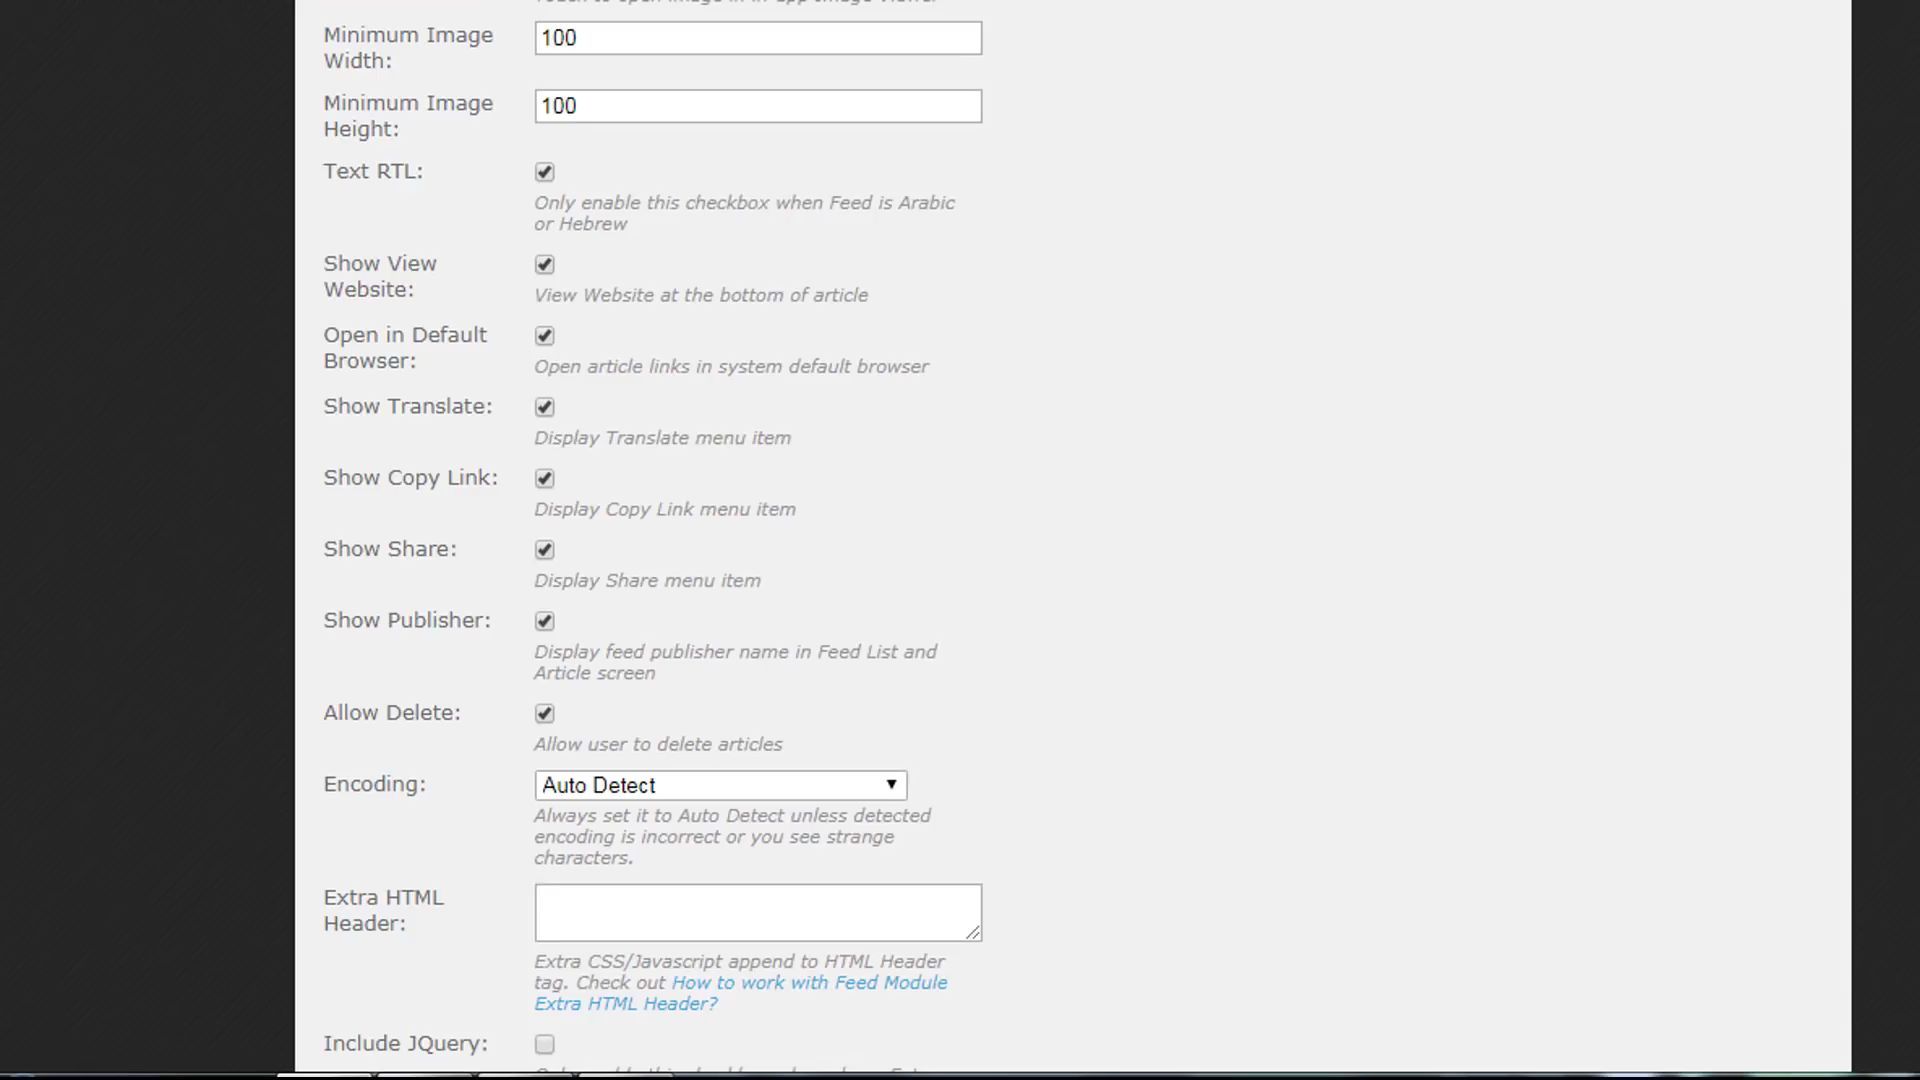 Minimum Image
Width:
100
Minimum Image
Height:
100
Text RTL:
Only enable this checkbox when Feed is Arabic
or Hebrew
Show View
Website:
View Website at the bottom of article
Open in Default
Browser:
Open article links in system default browser
Show Translate:
Display Translate menu item
Show Copy Link:
Display Copy Link menu item
Show Share:
Display Share menu item
Show Publisher:
Display feed publisher name in Feed List and
Article screen
Allow Delete:
Allow user to delete articles
Encoding:
Auto Detect
Always set it to Auto Detect unless detected
encoding is incorrect or you see strange
characters.
Extra HTML
Header:
Extra CSS/Javascript append to HTML Header
tag. Check out How to work with Feed Module
Extra HTML Header?
Include JQuery: